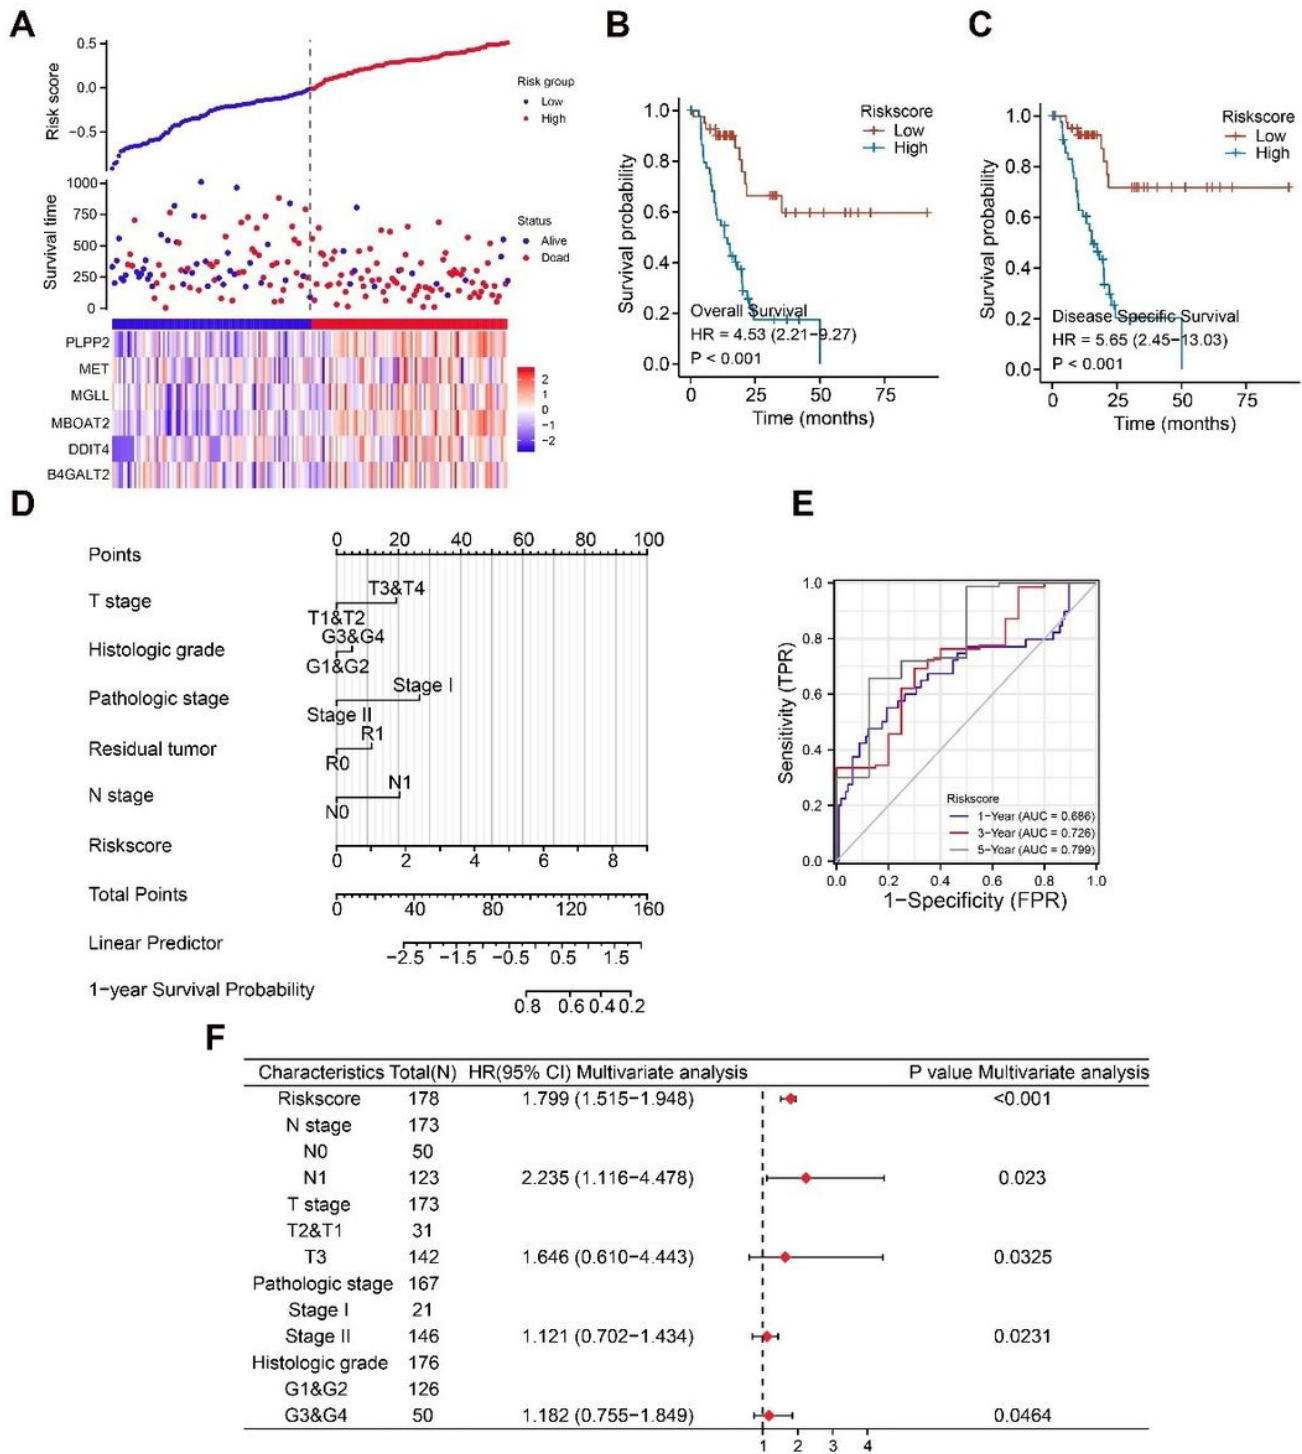 A
Risk score
0.5
0.0
−0.5
Risk group
Low
High
Survival time
1000
750
500
250
0
Status
Alive
Dead
PLPP2
MET
MGLL
MBOAT2
DDIT4
B4GALT2
2
1
0
−1
−2
B
Survival probability
1.0
0.8
0.6
0.4
0.2
0.0
Riskscore
Low
High
Overall Survival
HR = 4.53 (2.21−9.27)
P < 0.001
0 25 50 75
Time (months)
C
Survival probability
1.0
0.8
0.6
0.4
0.2
0.0
Riskscore
Low
High
Disease Specific Survival
HR = 5.65 (2.45−13.03)
P < 0.001
0 25 50 75
Time (months)
D
Points
0 20 40 60 80 100
T stage
T3&T4
T1&T2
Histologic grade
G3&G4
G1&G2
Pathologic stage
Stage I
Stage II
Residual tumor
R1
R0
N stage
N1
N0
Riskscore
0 2 4 6 8
Total Points
0 40 80 120 160
Linear Predictor
−2.5 −1.5 −0.5 0.5 1.5
1−year Survival Probability
0.8 0.6 0.4 0.2
E
Sensitivity (TPR)
1.0
0.8
0.6
0.4
0.2
0.0
Riskscore
1−Year (AUC = 0.686)
3−Year (AUC = 0.726)
5−Year (AUC = 0.799)
0.0 0.2 0.4 0.6 0.8 1.0
1−Specificity (FPR)
F
Characteristics Total(N) HR(95% CI) Multivariate analysis P value Multivariate analysis
Riskscore 178 1.799 (1.515−1.948) <0.001
N stage 173
N0 50
N1 123 2.235 (1.116−4.478) 0.023
T stage 173
T2&T1 31
T3 142 1.646 (0.610−4.443) 0.0325
Pathologic stage 167
Stage I 21
Stage II 146 1.121 (0.702−1.434) 0.0231
Histologic grade 176
G1&G2 126
G3&G4 50 1.182 (0.755−1.849) 0.0464
1 2 3 4